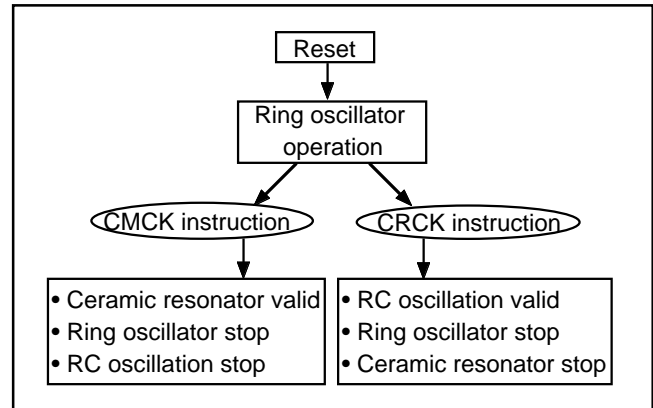 Reset
Ring oscillator
operation
CMCK instruction
CRCK instruction
• Ceramic resonator valid
• Ring oscillator stop
• RC oscillation stop
• RC oscillation valid
• Ring oscillator stop
• Ceramic resonator stop